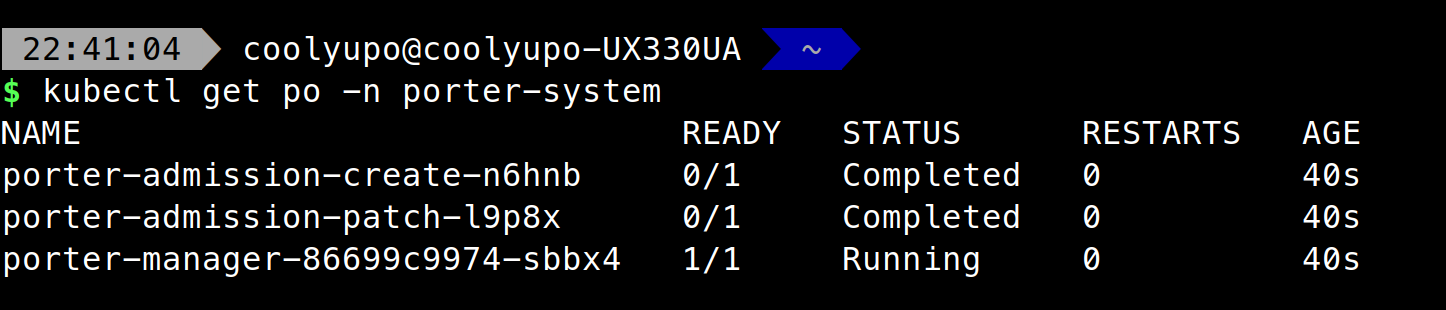 22:41:04 coolyupo@coolyupo-UX330UA ~
$ kubectl get po -n porter-system
NAME READY STATUS RESTARTS AGE
porter-admission-create-n6hnb 0/1 Completed 0 40s
porter-admission-patch-l9p8x 0/1 Completed 0 40s
porter-manager-86699c9974-sbbx4 1/1 Running 0 40s